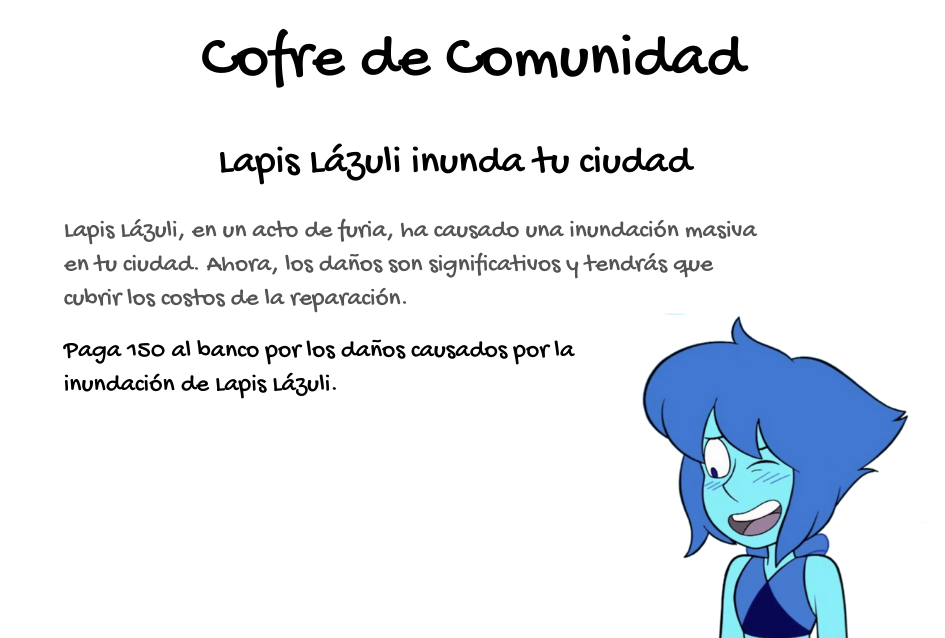 Cofre de Comunidad
Lapis Lázuli inunda tu ciudad
Lapis Lázuli, en un acto de furia, ha causado una inundación masiva
en tu ciudad. Ahora, los daños son significativos y tendrás que
cubrir los costos de la reparación.
Paga 150 al banco por los daños causados por la
inundación de Lapis Lázuli.